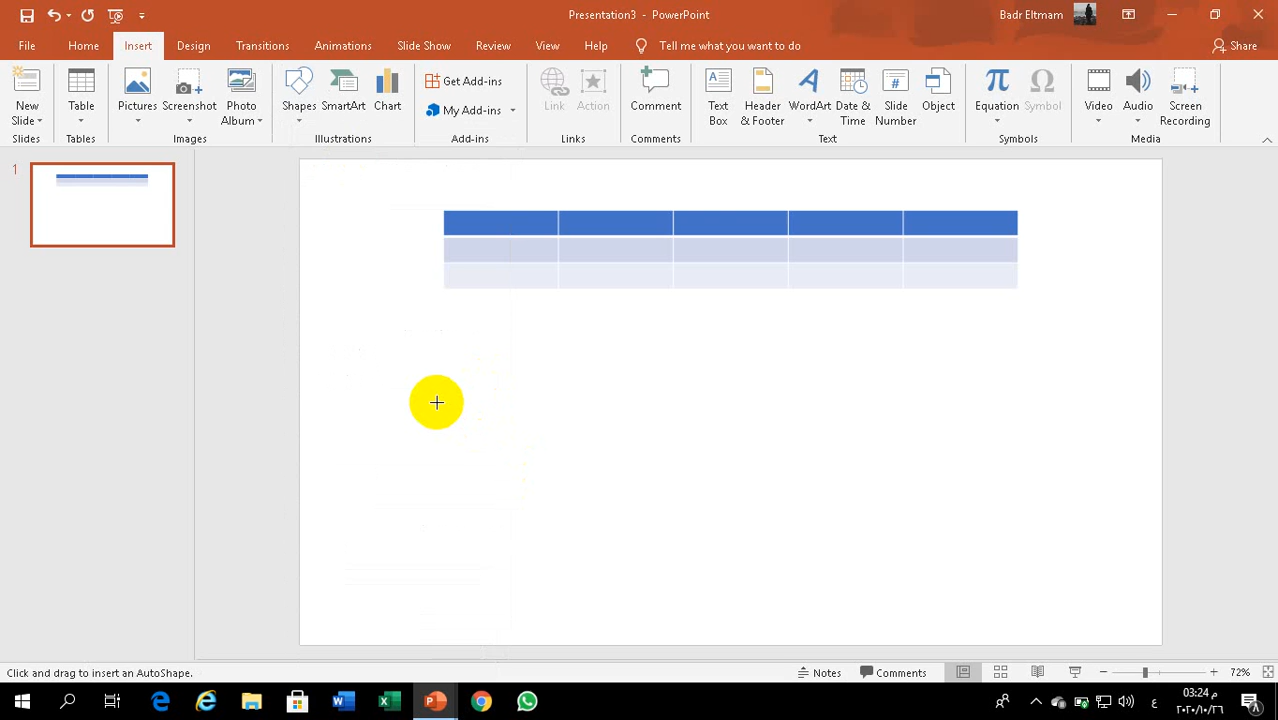 Presentation3 - PowerPoint
Badr Eltmam
File Home Insert Design Transitions Animations Slide Show Review View Help Tell me what you want to do Share
New Slide
Table
Pictures
Screenshot
Photo Album
Shapes
SmartArt
Chart
Get Add-ins
My Add-ins
Link
Action
Comment
Text Box
Header & Footer
WordArt
Date & Time
Slide Number
Object
Equation
Symbol
Video
Audio
Screen Recording
Slides Tables Images Illustrations Add-ins Links Comments Text Symbols Media
1
Click and drag to insert an AutoShape.
Notes
Comments
72%
ع
03:24 م
٢٠٢٠/١٠/٢٦